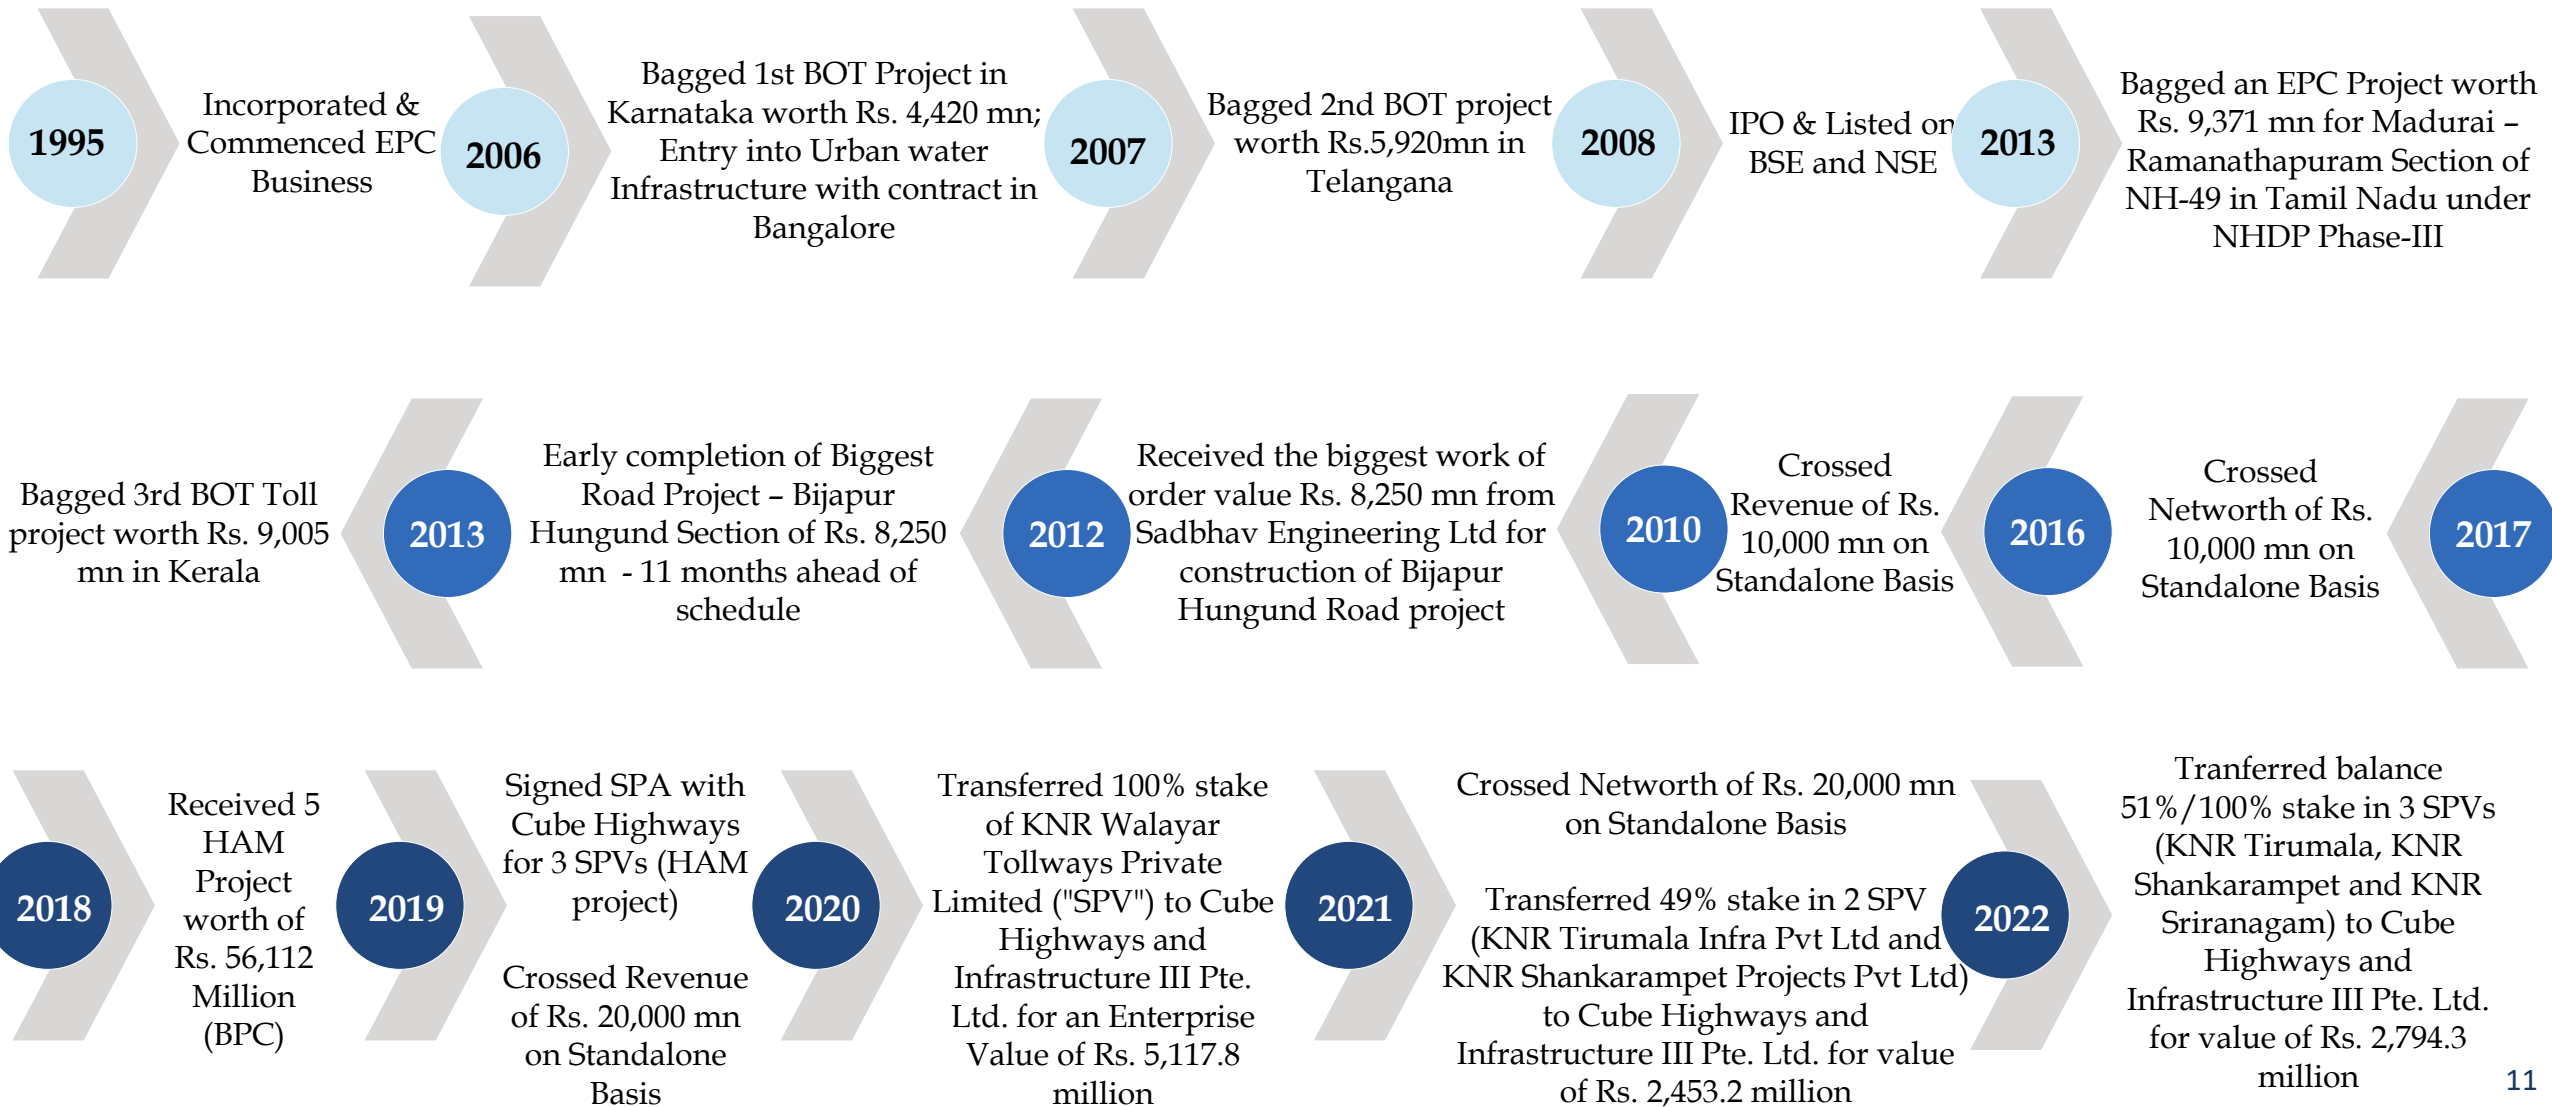 1995
Incorporated &
Commenced EPC
Business
2006
Bagged 1st BOT Project in
Karnataka worth Rs. 4,420 mn;
Entry into Urban water
Infrastructure with contract in
Bangalore
2007
Bagged 2nd BOT project
worth Rs.5,920mn in
Telangana
2008
IPO & Listed on
BSE and NSE
2013
Bagged an EPC Project worth
Rs. 9,371 mn for Madurai –
Ramanathapuram Section of
NH-49 in Tamil Nadu under
NHDP Phase-III
Bagged 3rd BOT Toll
project worth Rs. 9,005
mn in Kerala
2013
Early completion of Biggest
Road Project – Bijapur
Hungund Section of Rs. 8,250
mn - 11 months ahead of
schedule
2012
Received the biggest work of
order value Rs. 8,250 mn from
Sadbhav Engineering Ltd for
construction of Bijapur
Hungund Road project
2010
Crossed
Revenue of Rs.
10,000 mn on
Standalone Basis
2016
Crossed
Networth of Rs.
10,000 mn on
Standalone Basis
2017
2018
Received 5
HAM
Project
worth of
Rs. 56,112
Million
(BPC)
2019
Signed SPA with
Cube Highways
for 3 SPVs (HAM
project)
Crossed Revenue
of Rs. 20,000 mn
on Standalone
Basis
2020
Transferred 100% stake
of KNR Walayar
Tollways Private
Limited ("SPV") to Cube
Highways and
Infrastructure III Pte.
Ltd. for an Enterprise
Value of Rs. 5,117.8
million
2021
Crossed Networth of Rs. 20,000 mn
on Standalone Basis
Transferred 49% stake in 2 SPV
(KNR Tirumala Infra Pvt Ltd and
KNR Shankarampet Projects Pvt Ltd)
to Cube Highways and
Infrastructure III Pte. Ltd. for value
of Rs. 2,453.2 million
2022
Tranferred balance
51%/100% stake in 3 SPVs
(KNR Tirumala, KNR
Shankarampet and KNR
Sriranagam) to Cube
Highways and
Infrastructure III Pte. Ltd.
for value of Rs. 2,794.3
million
11